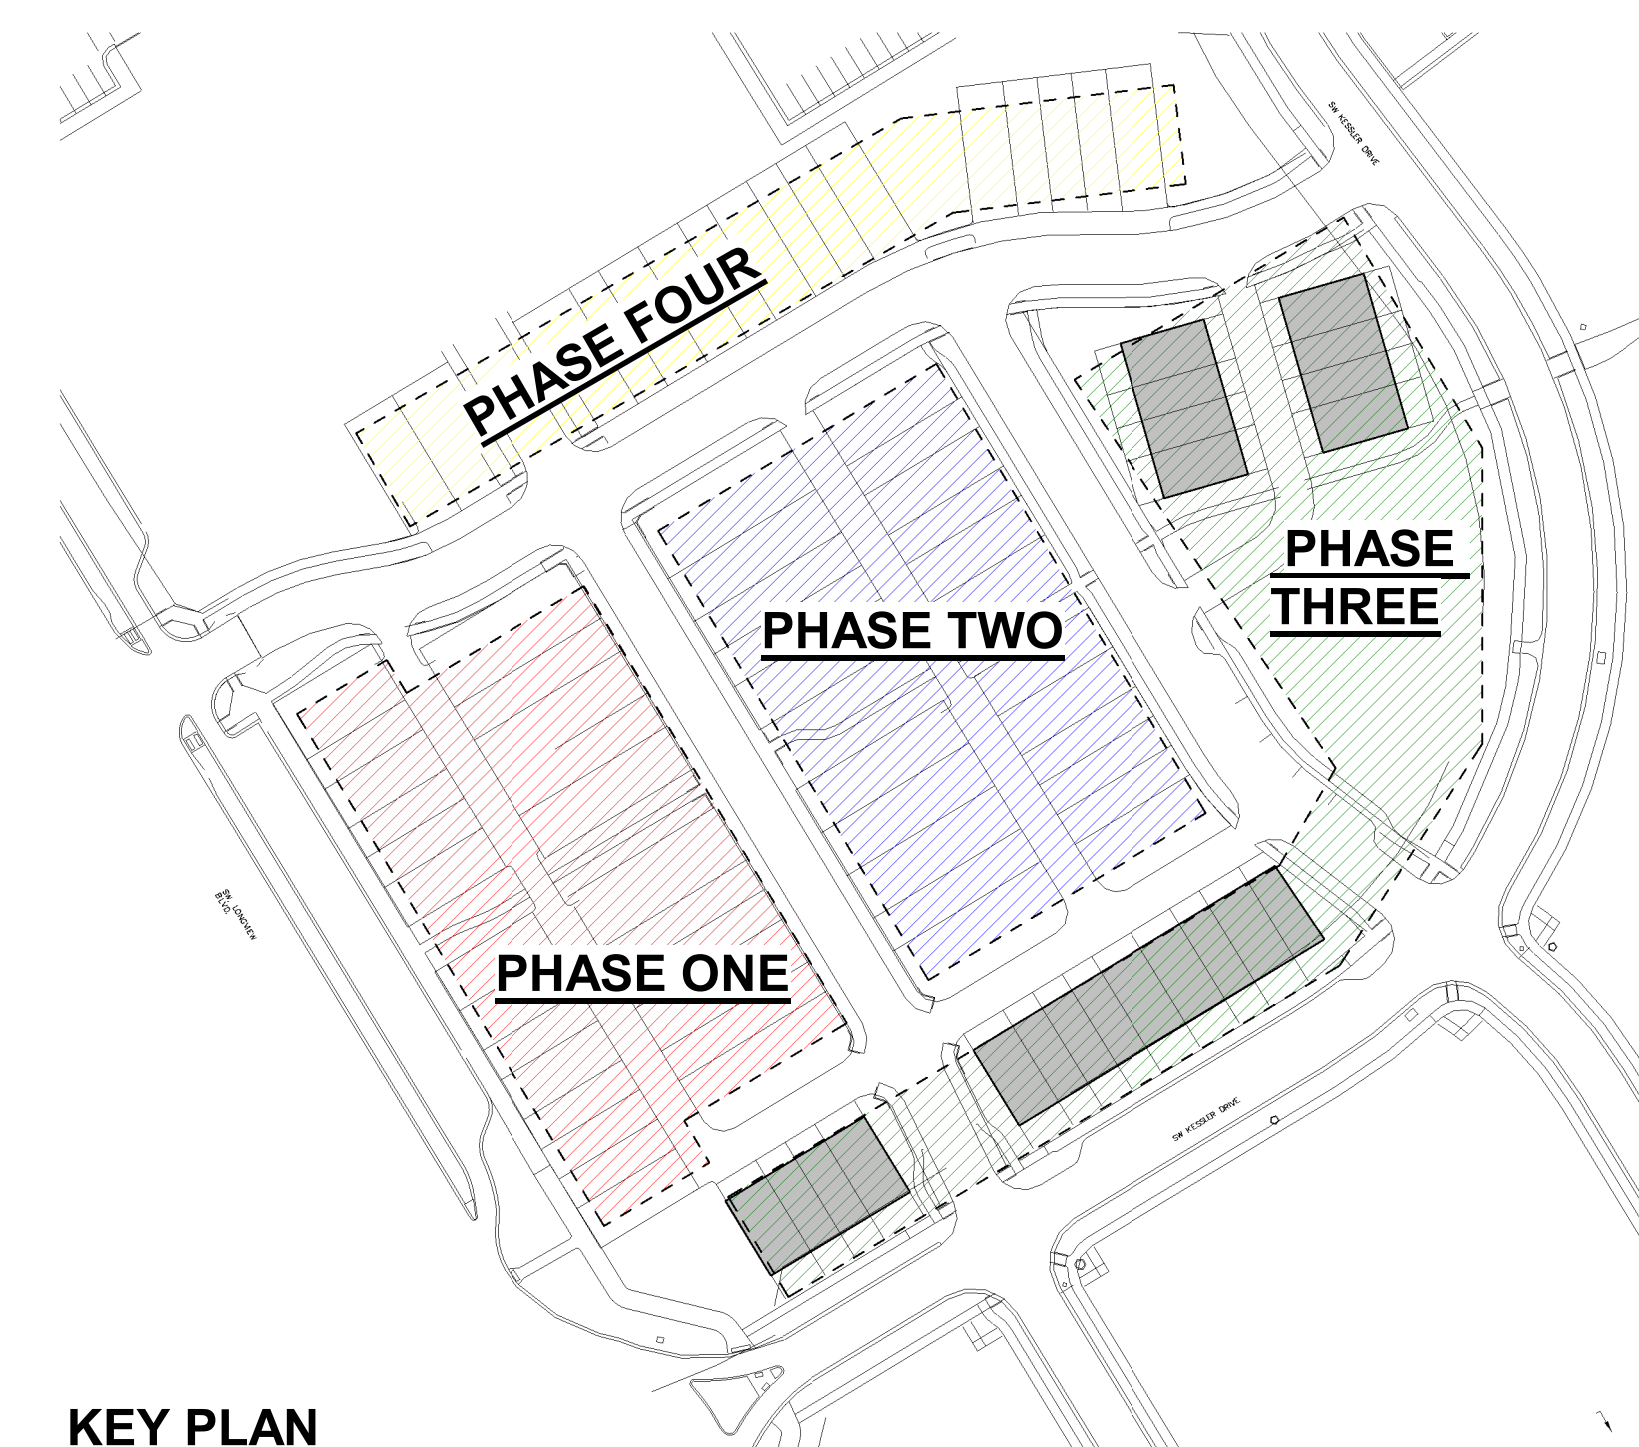 SW KESSLER DRIVE
PHASE FOUR
PHASE
THREE
PHASE TWO
SW. LONGVIEW
BLVD.
PHASE ONE
SW KESSLER DRIVE
KEY PLAN